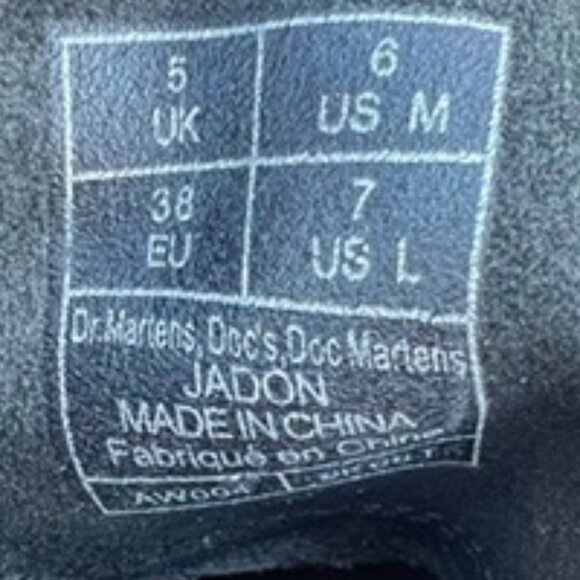 5
UK
6
US M
38
EU
7
US L
Dr.Martens, Doc's, Doc Martens
JADON
MADE IN CHINA
Fabriqué en Chine
AW004